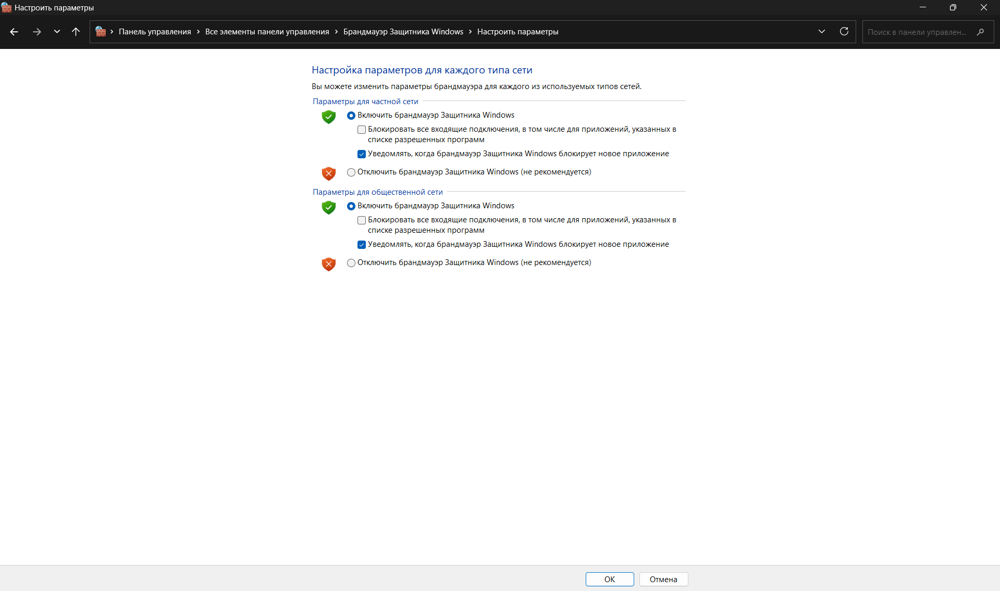 Настроить параметры
Панель управления > Все элементы панели управления > Брандмауэр Защитника Windows > Настроить параметры
Поиск в панели управлен...
Настройка параметров для каждого типа сети
Вы можете изменить параметры брандмауэра для каждого из используемых типов сетей.
Параметры для частной сети
Включить брандмауэр Защитника Windows
Блокировать все входящие подключения, в том числе для приложений, указанных в
списке разрешенных программ
Уведомлять, когда брандмауэр Защитника Windows блокирует новое приложение
Отключить брандмауэр Защитника Windows (не рекомендуется)
Параметры для общественной сети
Включить брандмауэр Защитника Windows
Блокировать все входящие подключения, в том числе для приложений, указанных в
списке разрешенных программ
Уведомлять, когда брандмауэр Защитника Windows блокирует новое приложение
Отключить брандмауэр Защитника Windows (не рекомендуется)
ОК
Отмена